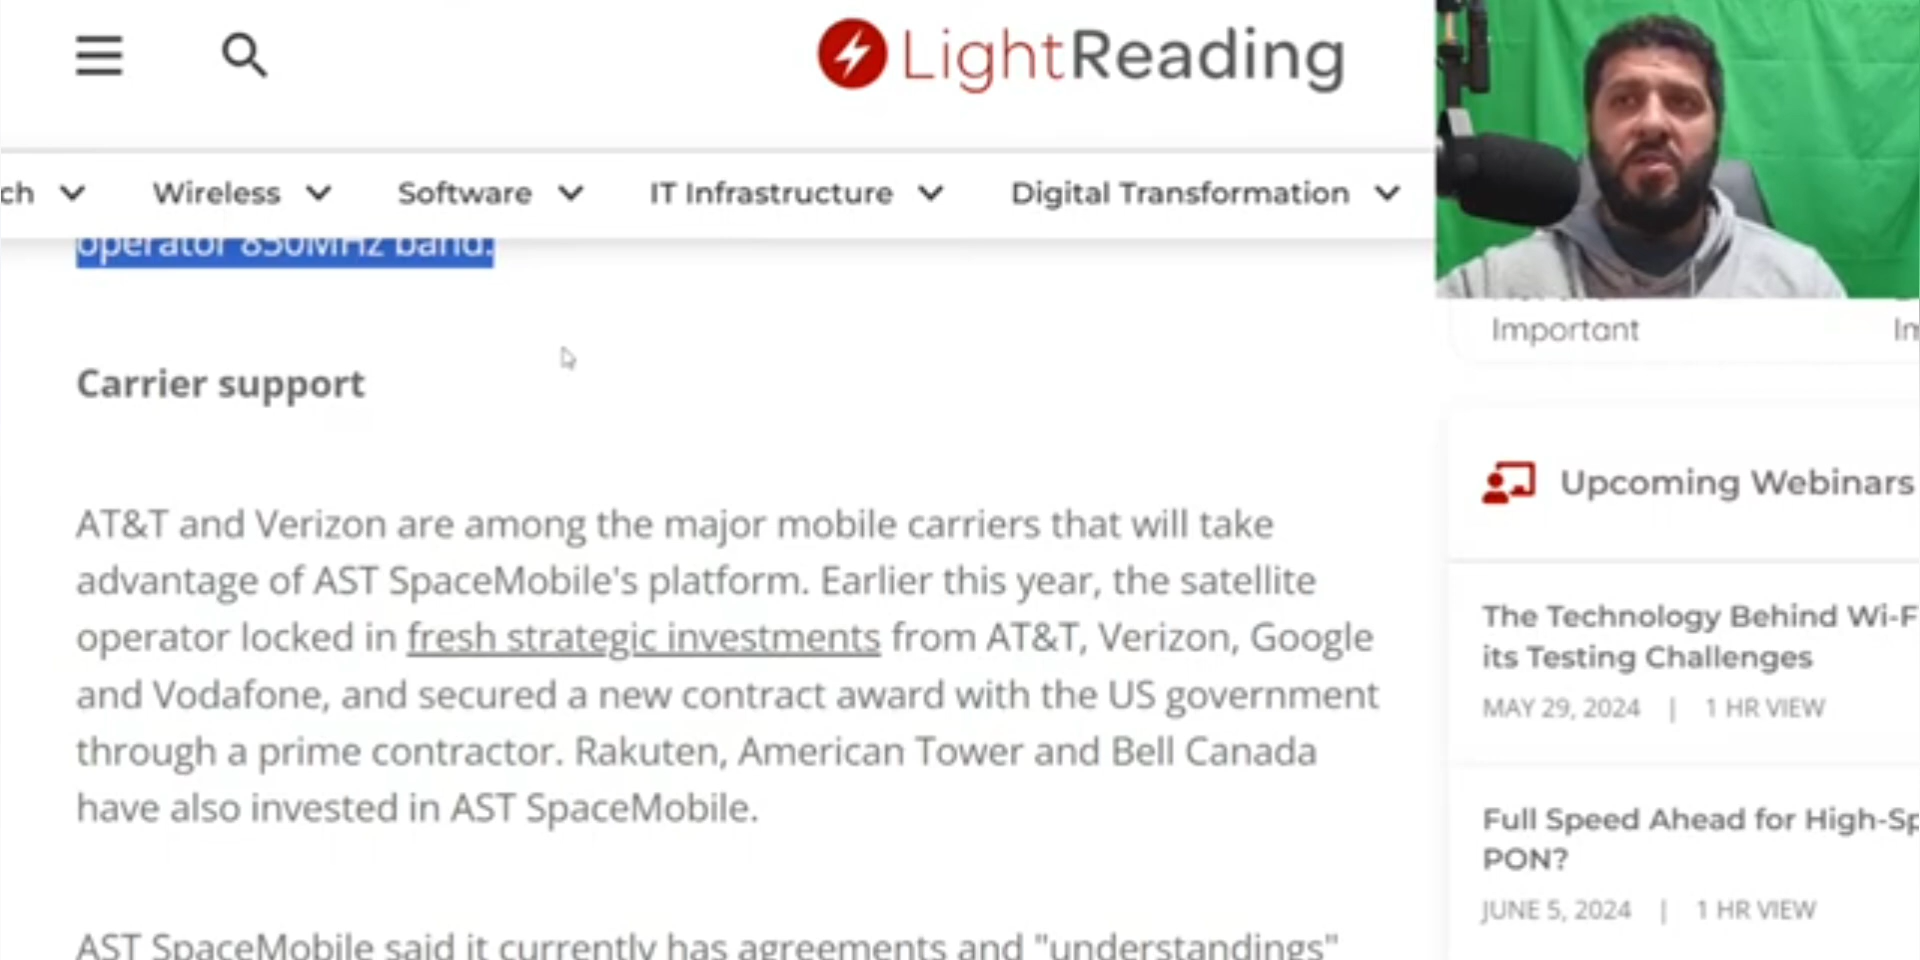 LightReading
ch Wireless Software IT Infrastructure Digital Transformation
operator 850MHz band.
Carrier support
AT&T and Verizon are among the major mobile carriers that will take
advantage of AST SpaceMobile's platform. Earlier this year, the satellite
operator locked in fresh strategic investments from AT&T, Verizon, Google
and Vodafone, and secured a new contract award with the US government
through a prime contractor. Rakuten, American Tower and Bell Canada
have also invested in AST SpaceMobile.
AST SpaceMobile said it currently has agreements and "understandings"
Important
Upcoming Webinars
The Technology Behind Wi-F
its Testing Challenges
MAY 29, 2024 | 1 HR VIEW
Full Speed Ahead for High-Sp
PON?
JUNE 5, 2024 | 1 HR VIEW